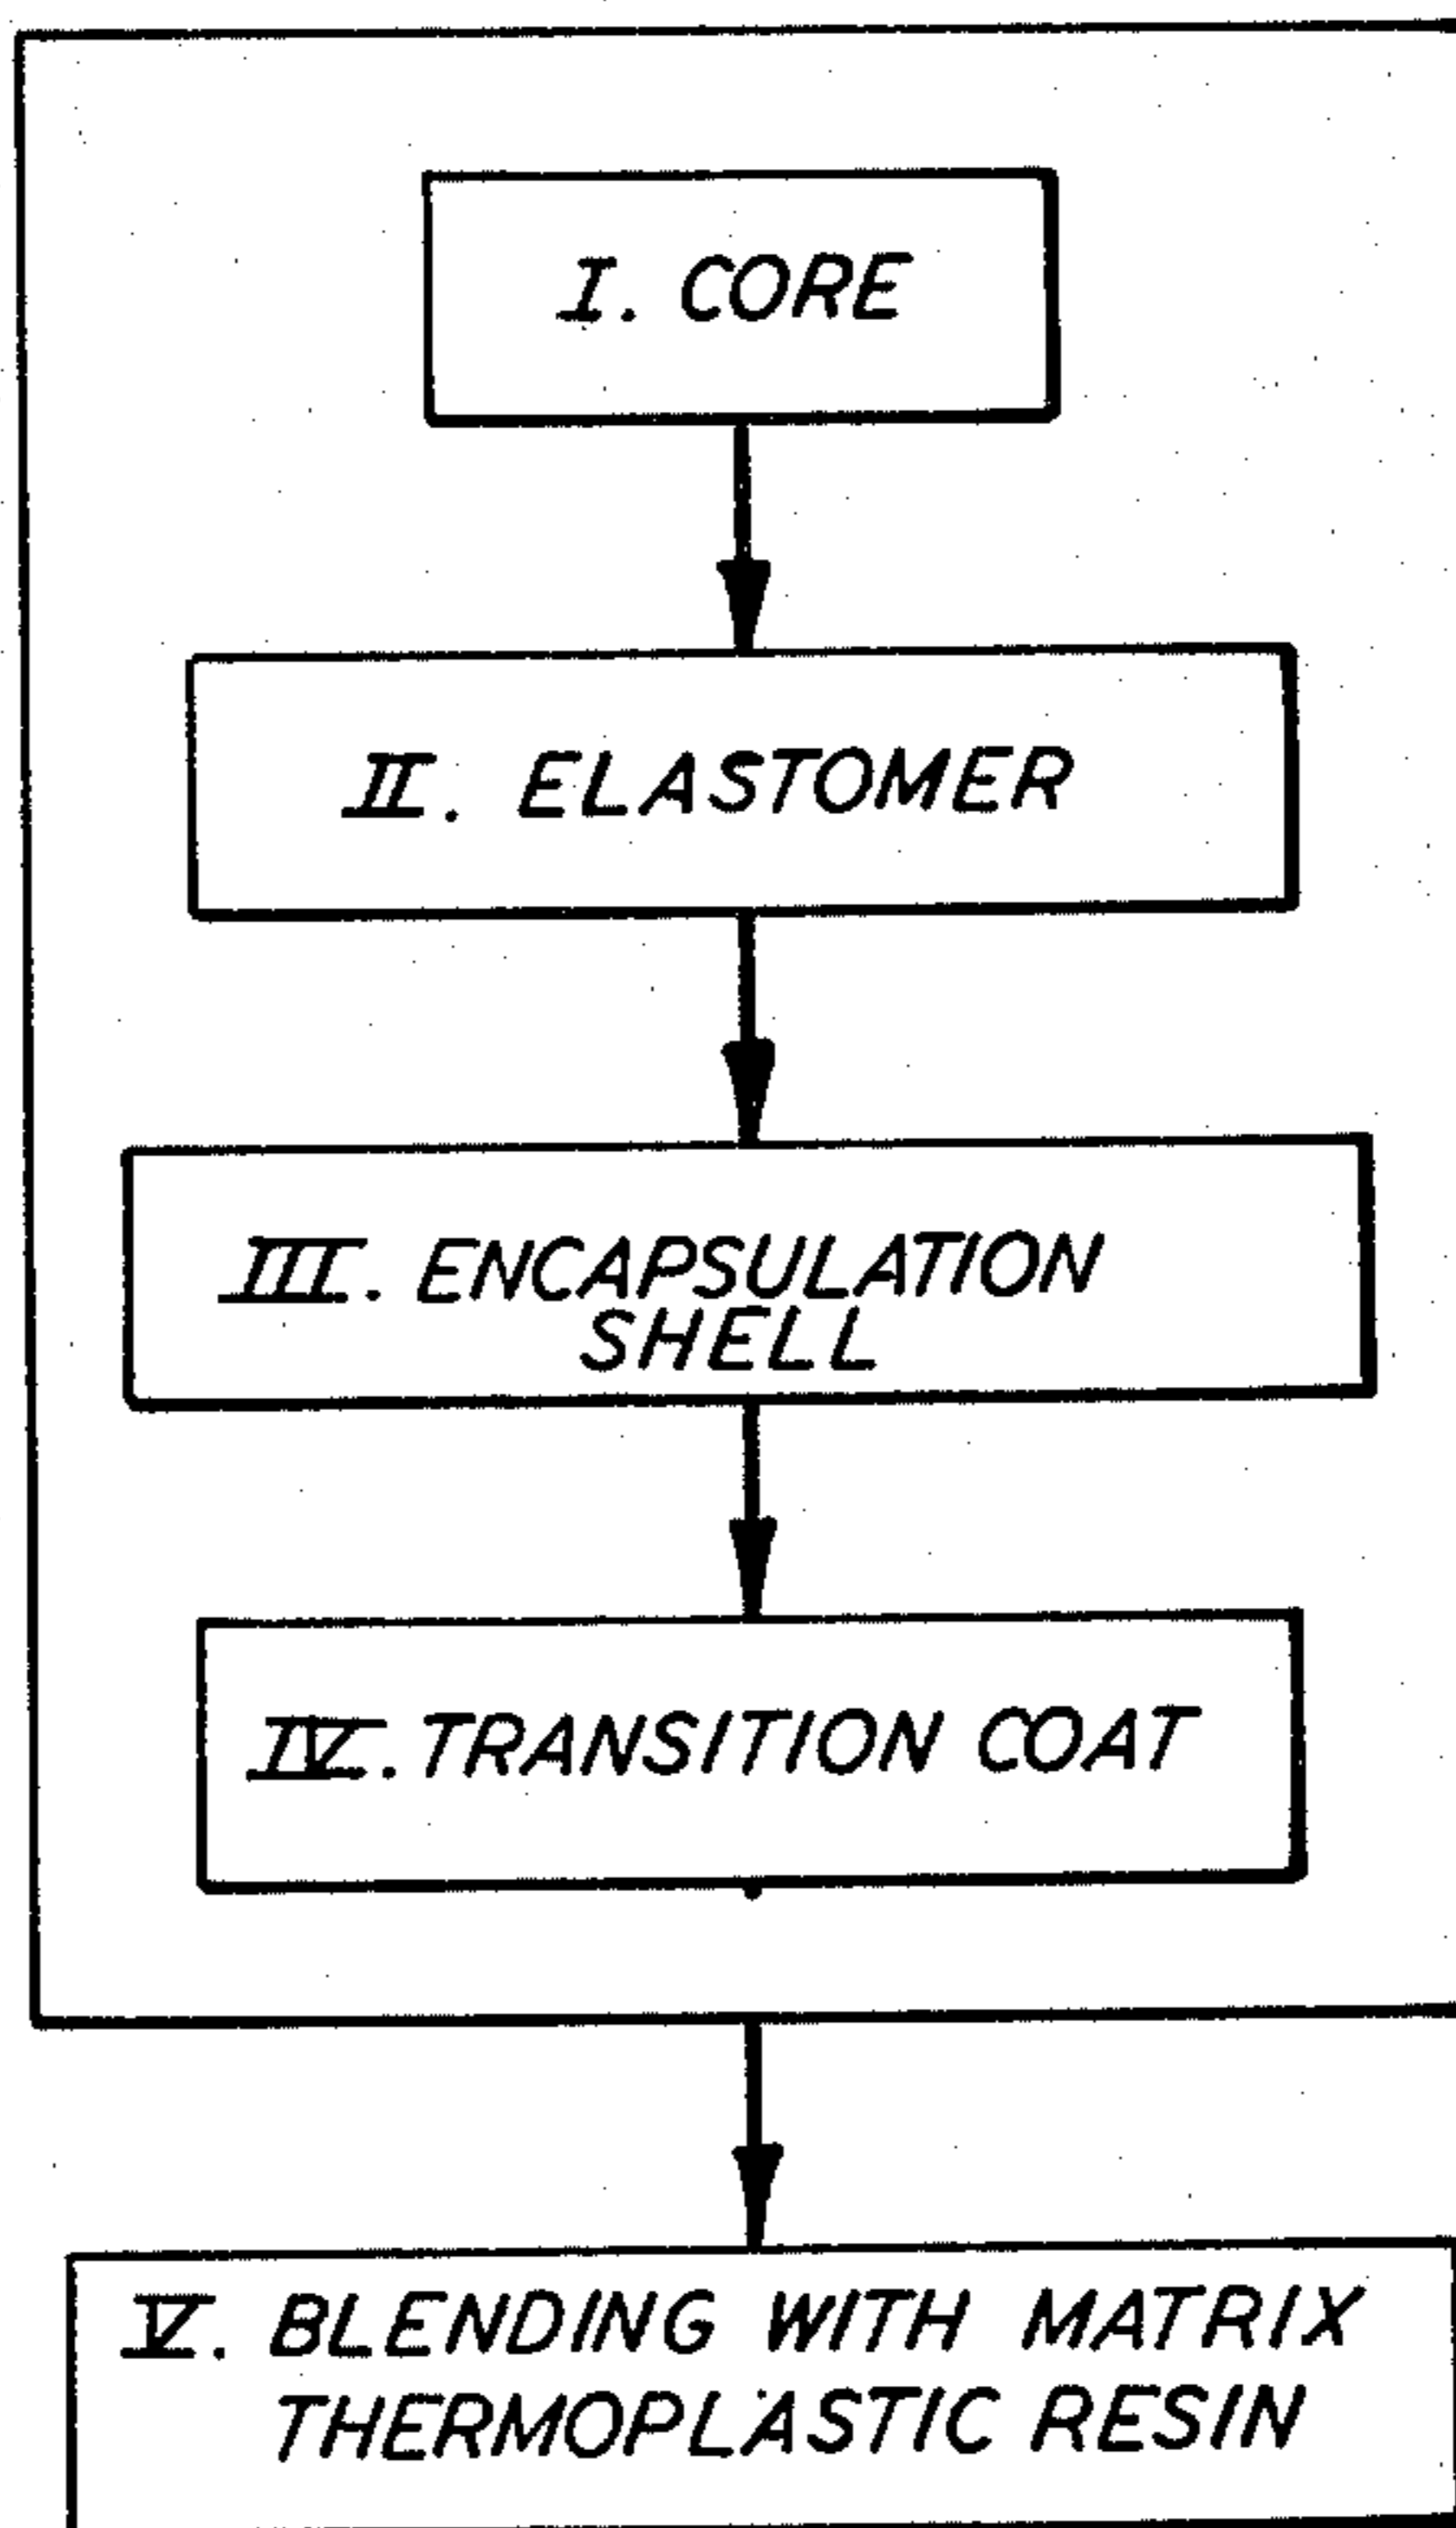 I. CORE
II. ELASTOMER
III. ENCAPSULATION
SHELL
IV. TRANSITION COAT
V. BLENDING WITH MATRIX
THERMOPLASTIC RESIN